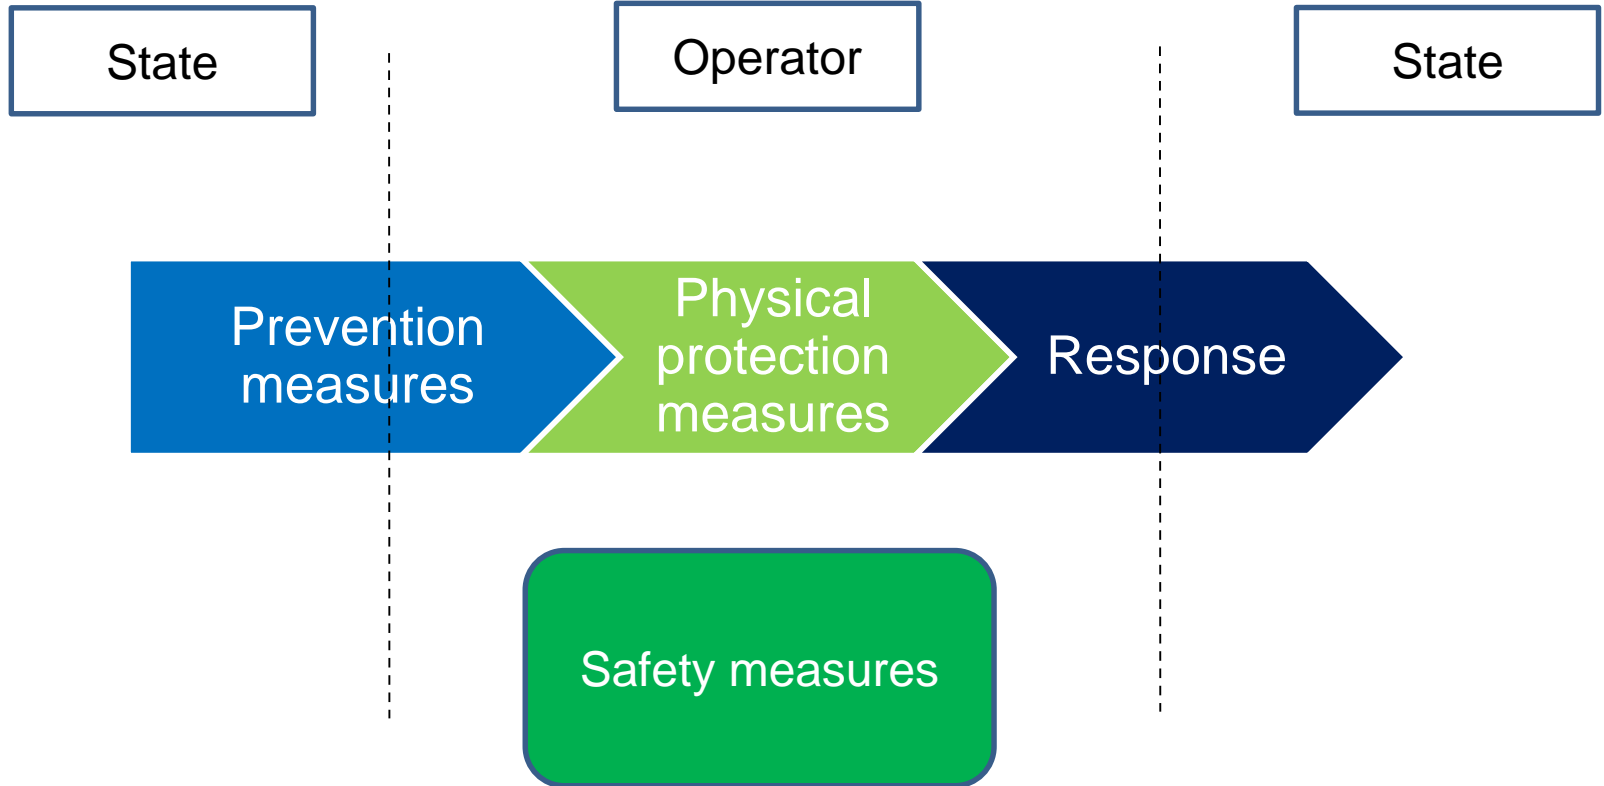 State
Operator
State
Prevention
measures
Physical
protection
measures
Response
Safety measures